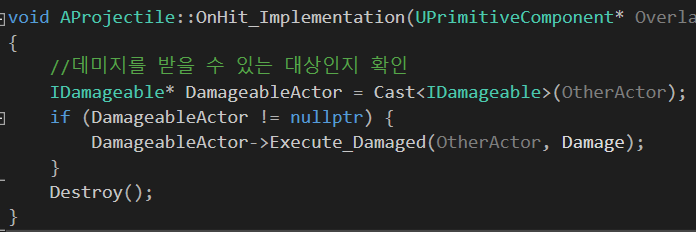 void AProjectile::OnHit_Implementation(UPrimitiveComponent* Overla
{
//데미지를 받을 수 있는 대상인지 확인
IDamageable* DamageableActor = Cast<IDamageable>(OtherActor);
if (DamageableActor != nullptr) {
DamageableActor->Execute_Damaged(OtherActor, Damage);
}
Destroy();
}